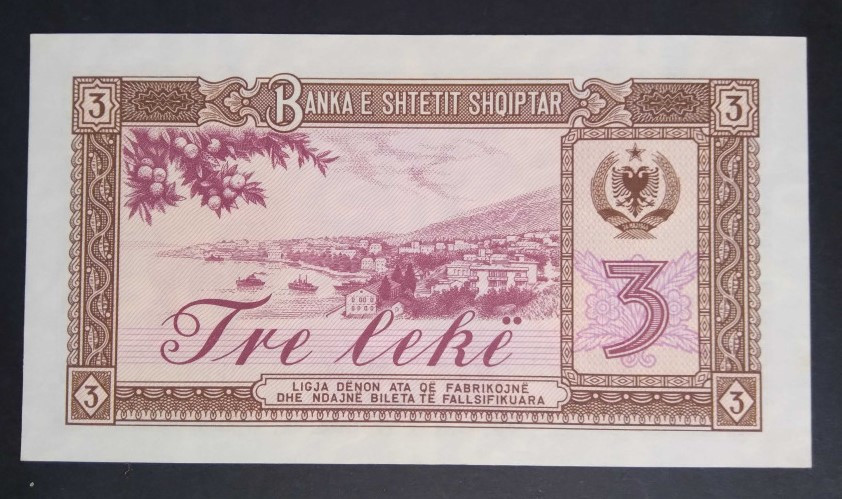 3
BANKA E SHTETIT SHQIPTAR
3
3
Tre lekë
LIGJA DËNON ATA QË FABRIKOJNË
DHE NDAJNË BILETA TË FALLSIFIKUARA
3
3